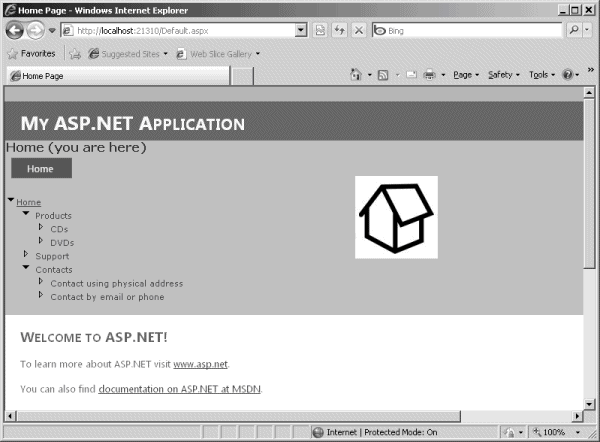 Home Page - Windows Internet Explorer
http://localhost:21310/Default.aspx
Bing
Favorites
Suggested Sites
Web Slice Gallery
Home Page
Page
Safety
Tools
MY ASP.NET APPLICATION
Home (you are here)
Home
Home
Products
CDs
DVDs
Support
Contacts
Contact using physical address
Contact by email or phone
WELCOME TO ASP.NET!
To learn more about ASP.NET visit www.asp.net.
You can also find documentation on ASP.NET at MSDN.
Internet | Protected Mode: On
100%